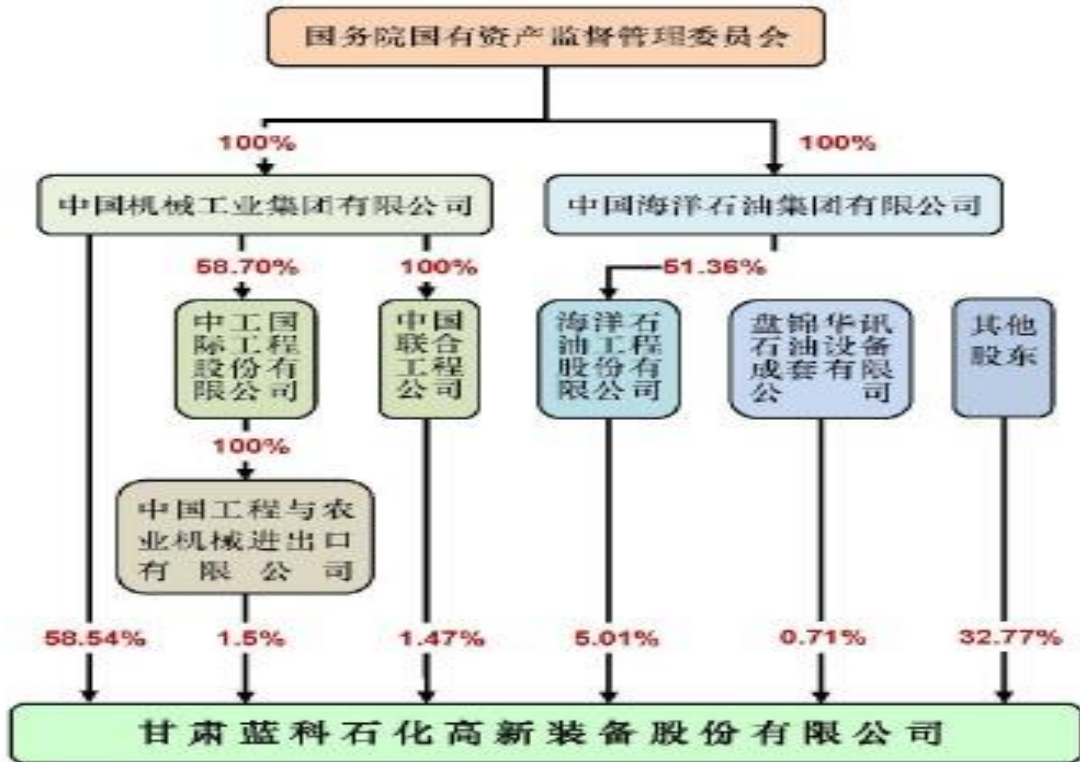 国务院国有资产监督管理委员会
100%
100%
中国机械工业集团有限公司
中国海洋石油集团有限公司
58.70%
100%
51.36%
中工国
际工程
股份有
限公司
中国
联合
工程
公司
海洋石
油工程
股份有
限公司
盘锦华讯
石油设备
成套有限
公司
其他
股东
100%
中国工程与农
业机械进出口
有限公司
58.54%
1.5%
1.47%
5.01%
0.71%
32.77%
甘肃蓝科石化高新装备股份有限公司